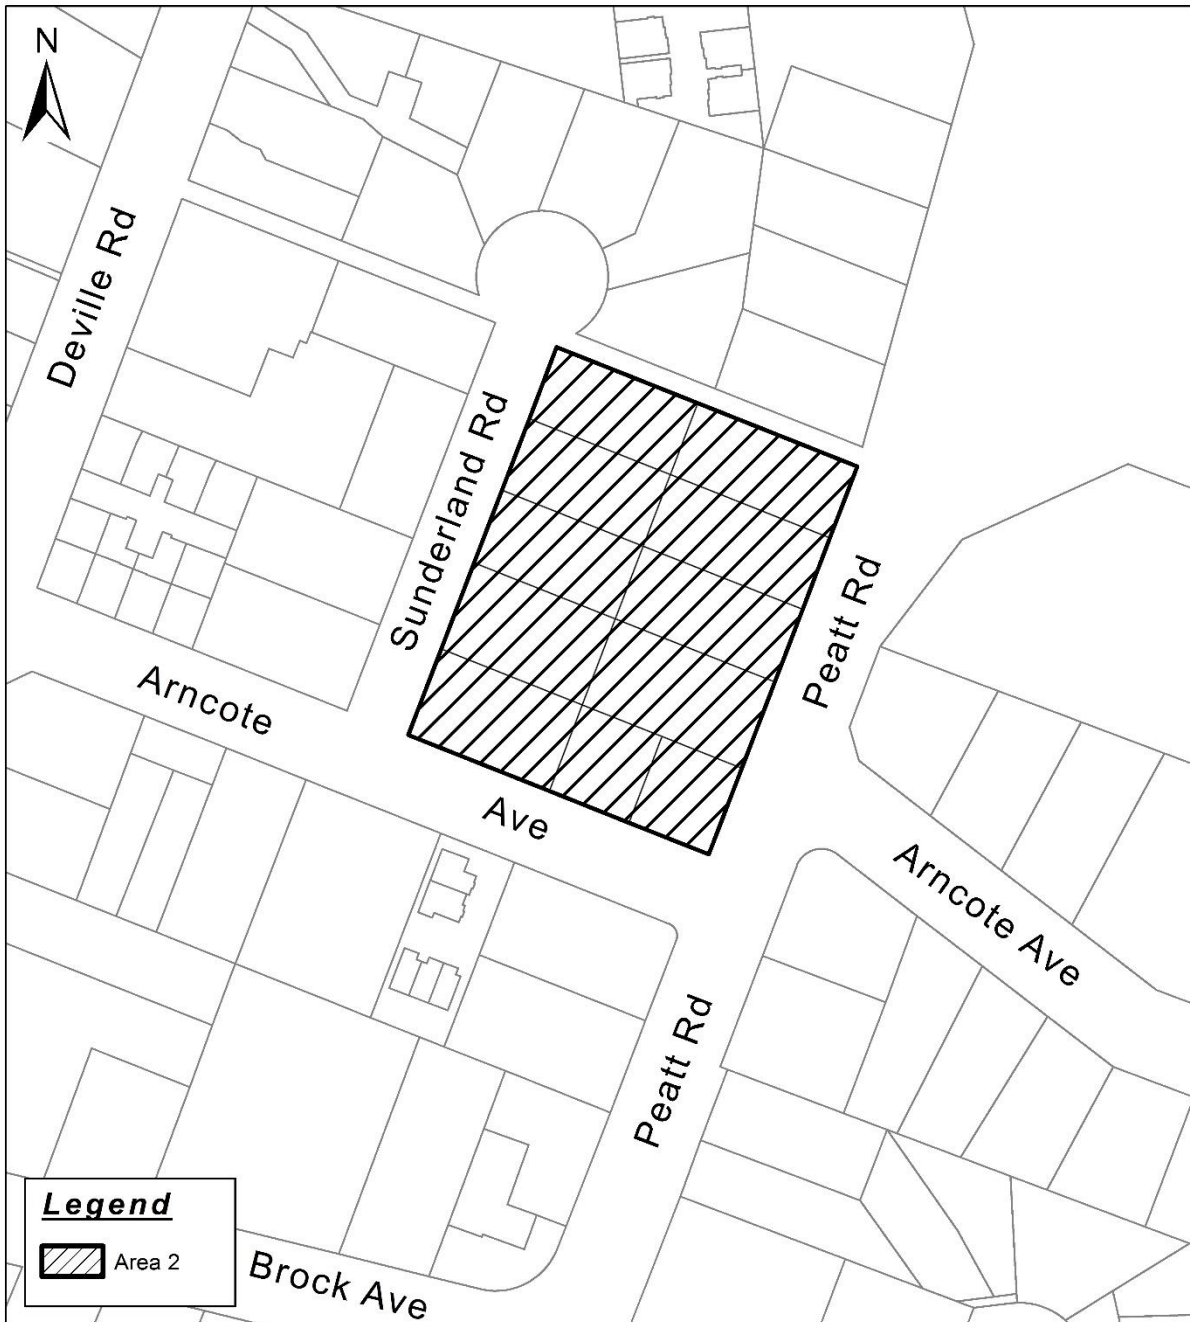 N
Deville Rd
Sunderland Rd
Peatt Rd
Arncote
Ave
Arncote Ave
Peatt Rd
Legend
Area 2
Brock Ave